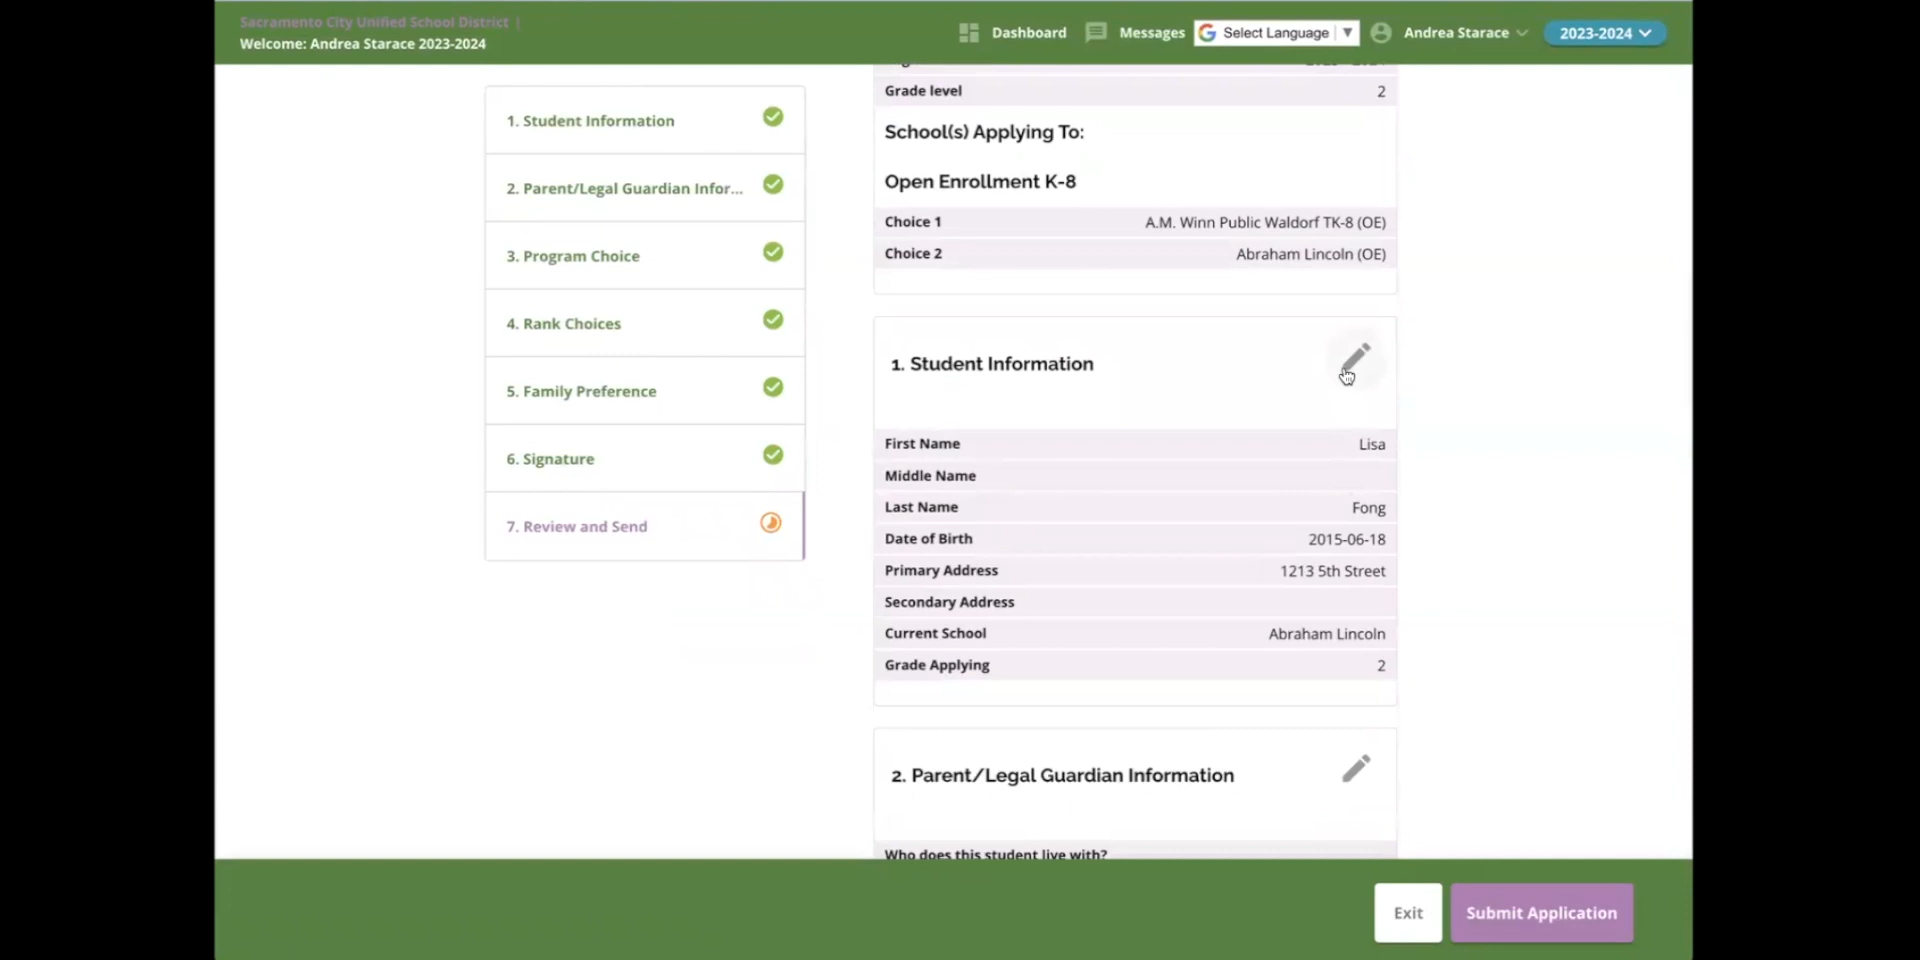 Sacramento City Unified School District |
Welcome: Andrea Starace 2023-2024
Dashboard
Messages
Select Language
Andrea Starace
2023-2024
1. Student Information
2. Parent/Legal Guardian Infor...
3. Program Choice
4. Rank Choices
5. Family Preference
6. Signature
7. Review and Send
Grade level 2
School(s) Applying To:
Open Enrollment K-8
Choice 1 A.M. Winn Public Waldorf TK-8 (OE)
Choice 2 Abraham Lincoln (OE)
1. Student Information
First Name Lisa
Middle Name
Last Name Fong
Date of Birth 2015-06-18
Primary Address 1213 5th Street
Secondary Address
Current School Abraham Lincoln
Grade Applying 2
2. Parent/Legal Guardian Information
Who does this student live with?
Exit
Submit Application